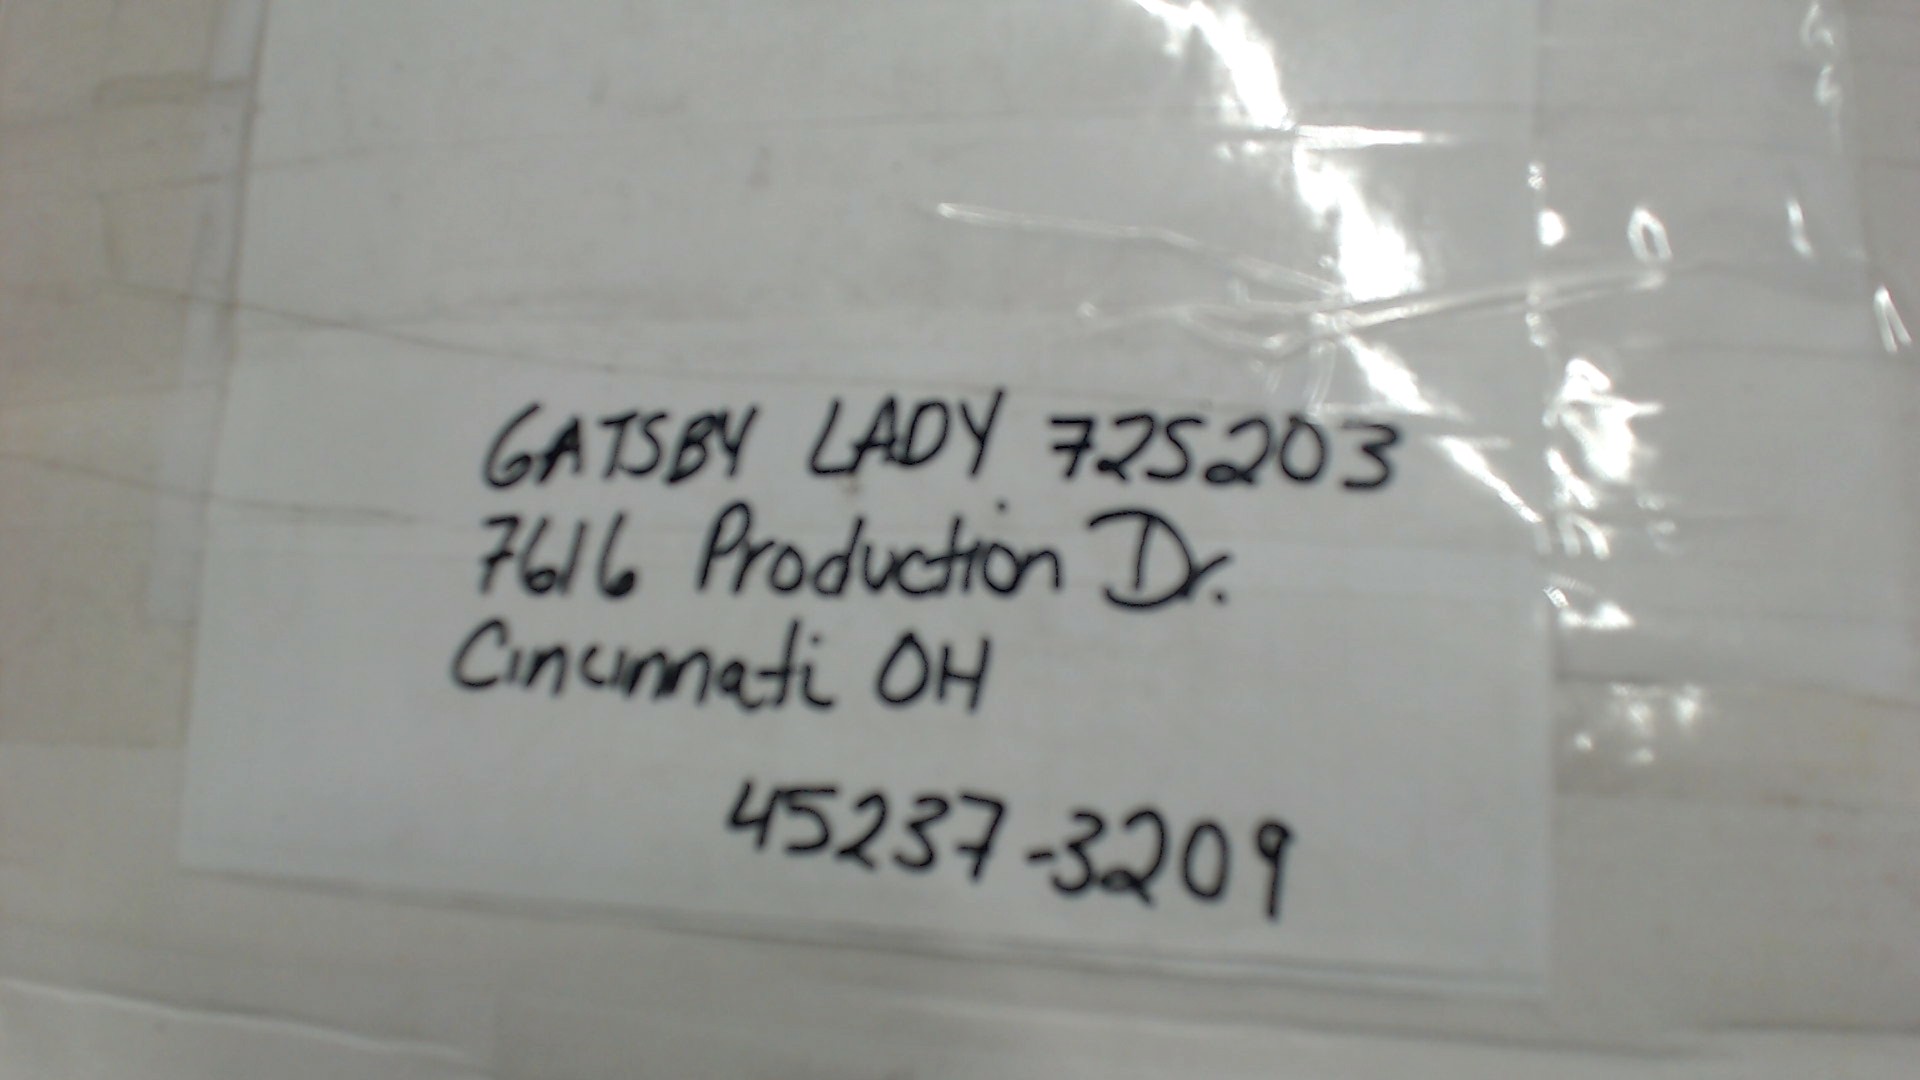 GATSBY LADY 725203
7616 Production Dr.
Cincinnati OH
45237-3209